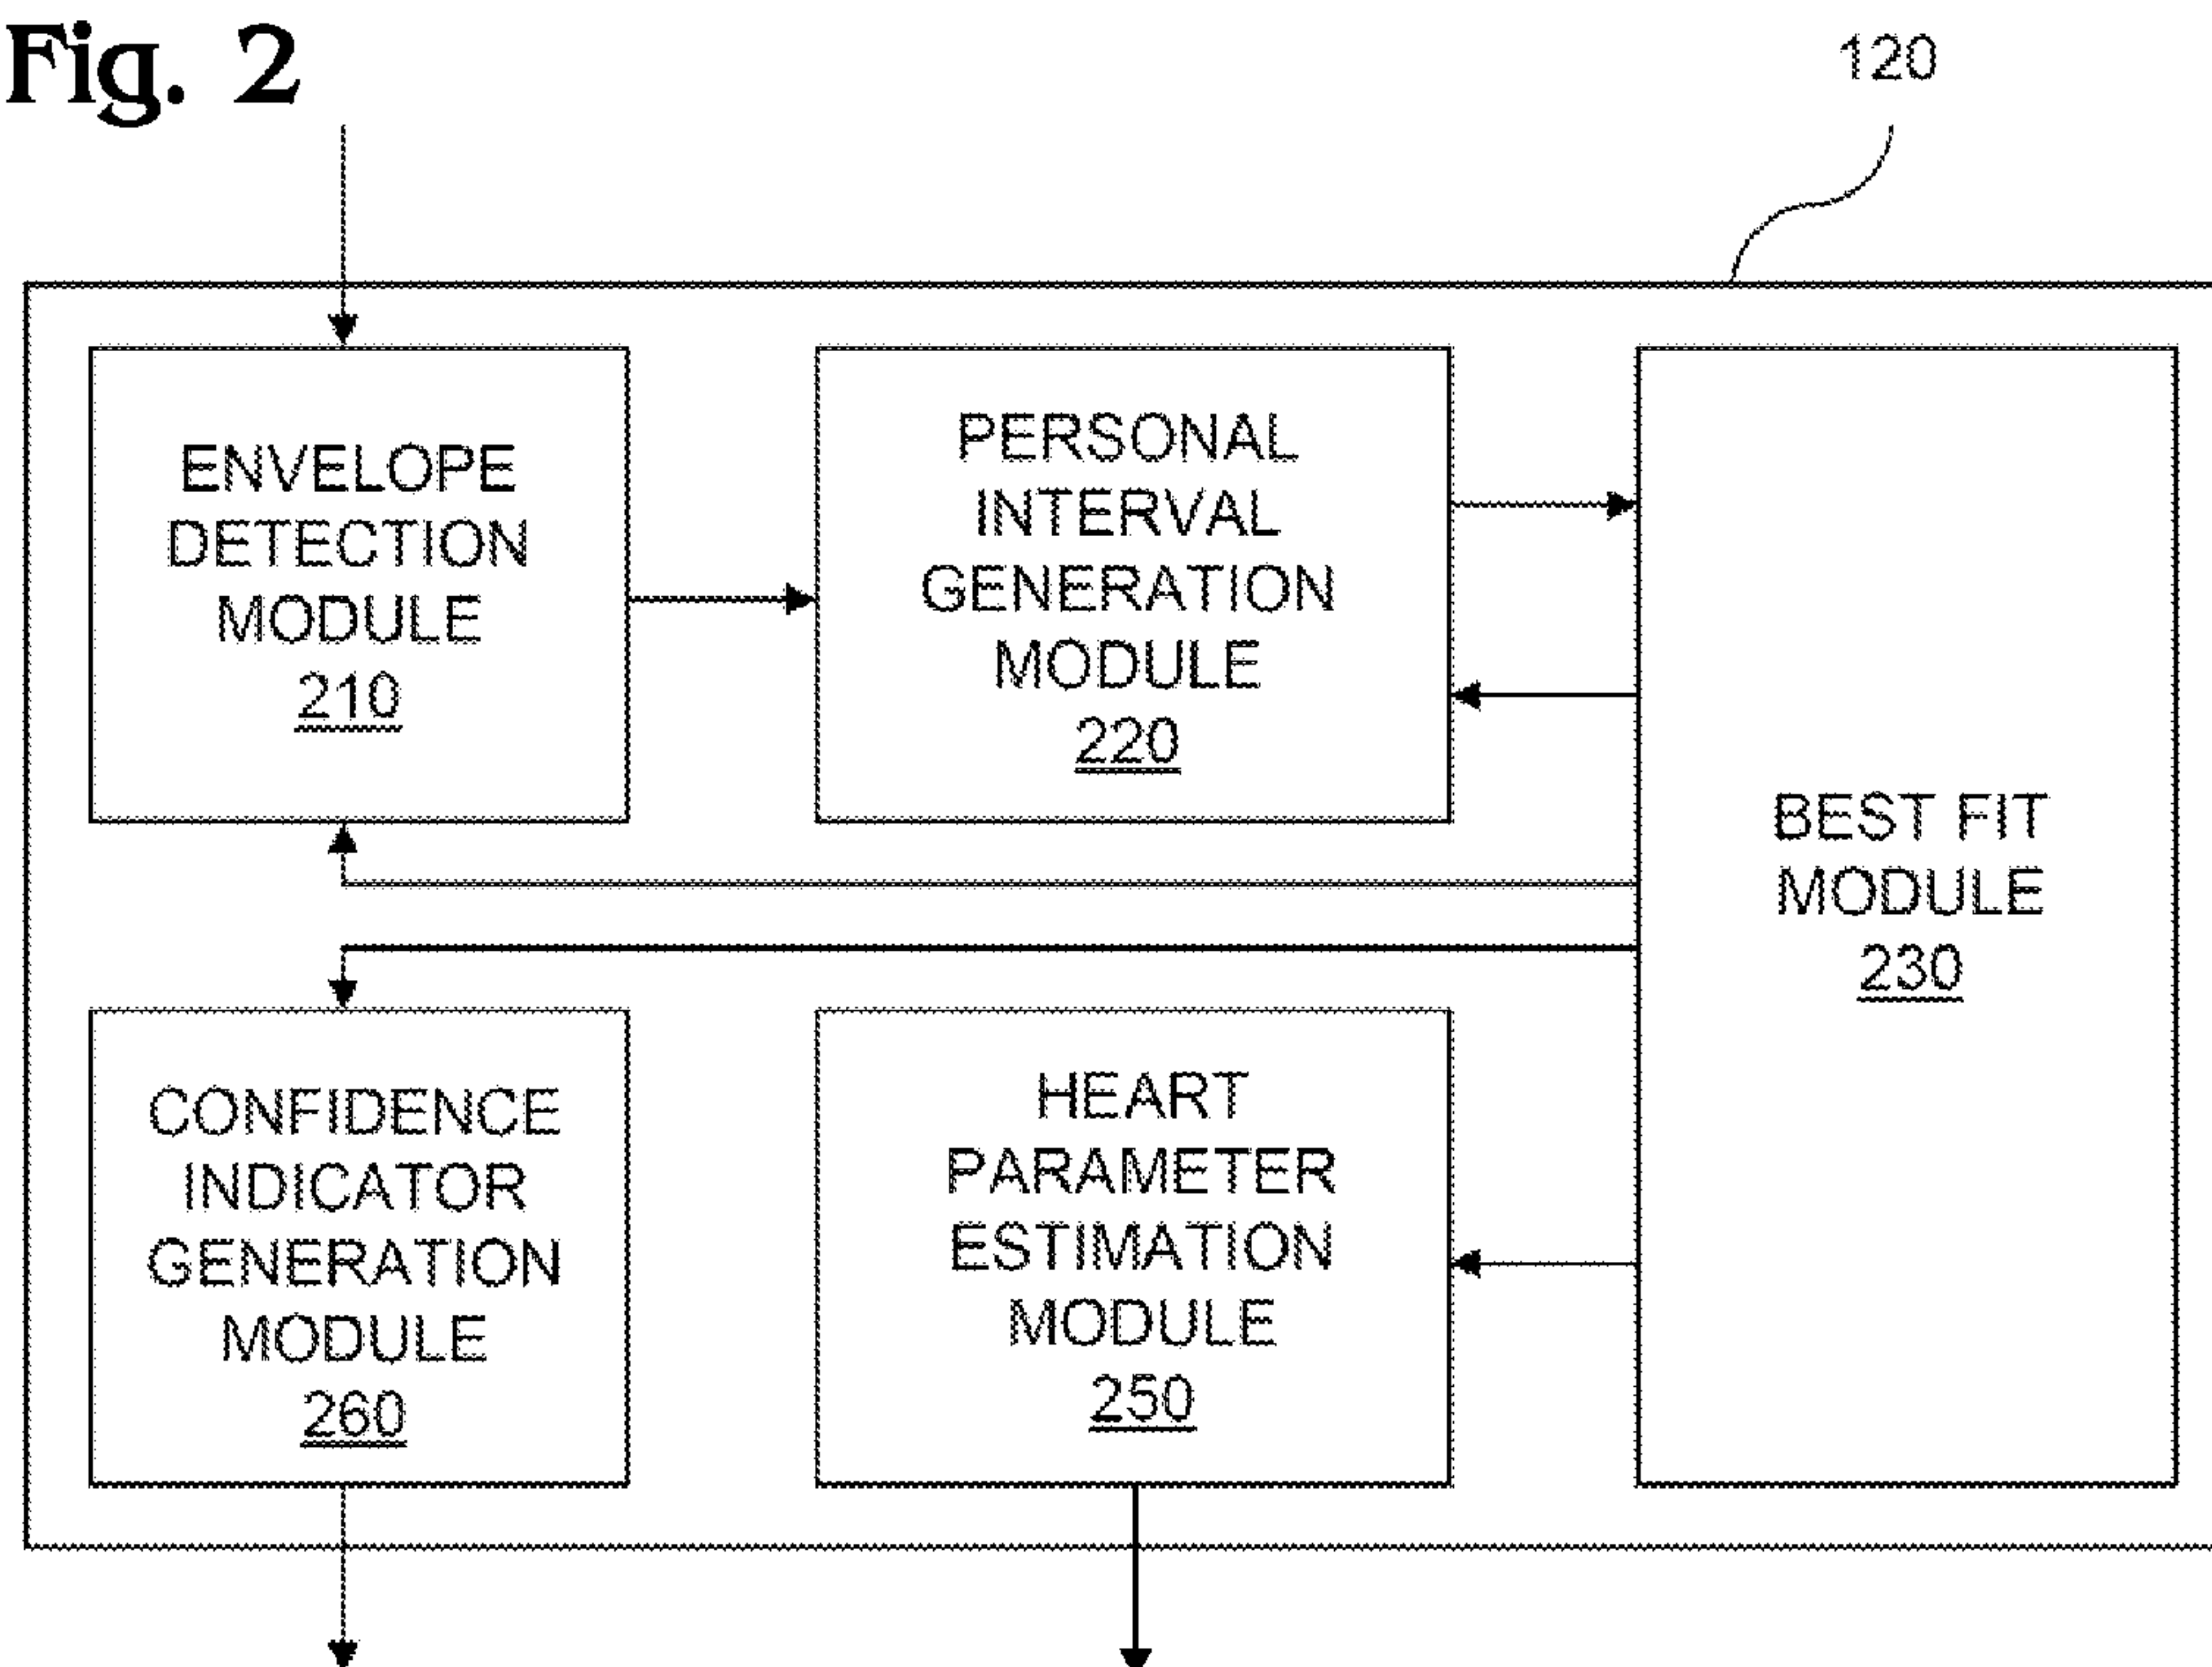 Fig. 2
120
ENVELOPE
DETECTION
MODULE
210
PERSONAL
INTERVAL
GENERATION
MODULE
220
BEST FIT
MODULE
230
CONFIDENCE
INDICATOR
GENERATION
MODULE
260
HEART
PARAMETER
ESTIMATION
MODULE
250